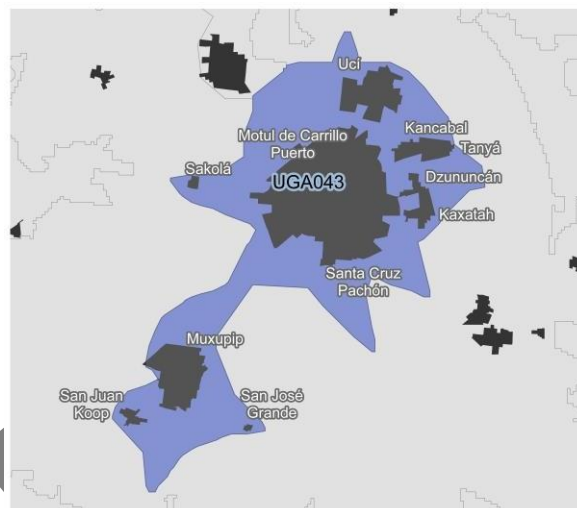 Ucí
Kancabal
Motul de Carrillo
Puerto
Tanyá
Sakolá
Dzununcán
UGA043
Kaxatah
Santa Cruz
Pachón
Muxupip
San Juan
Koop
San José
Grande